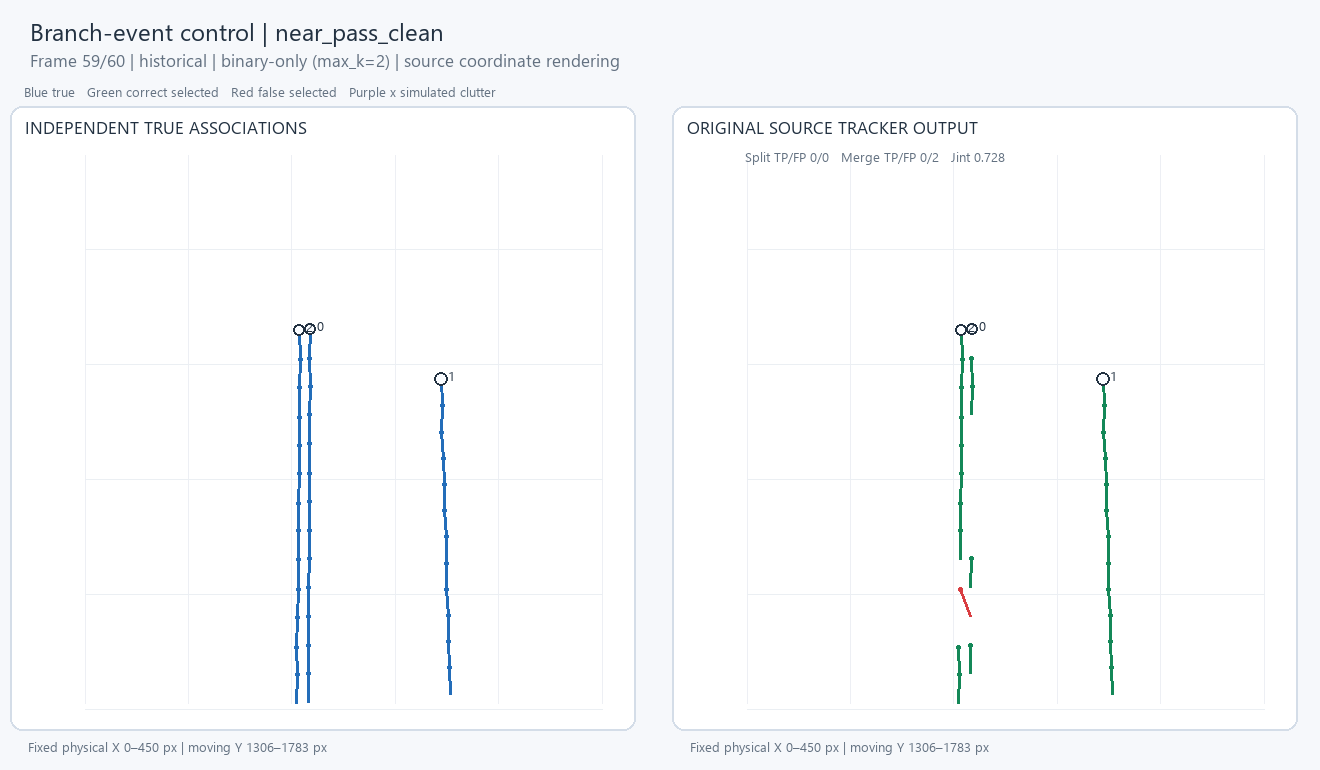 Branch-event control | near_pass_clean
Frame 59/60 | historical | binary-only (max_k=2) | source coordinate rendering
Blue true   Green correct selected   Red false selected   Purple x simulated clutter
INDEPENDENT TRUE ASSOCIATIONS
0
1
Fixed physical X 0–450 px | moving Y 1306–1783 px
ORIGINAL SOURCE TRACKER OUTPUT
Split TP/FP 0/0   Merge TP/FP 0/2   Jint 0.728
0
1
Fixed physical X 0–450 px | moving Y 1306–1783 px